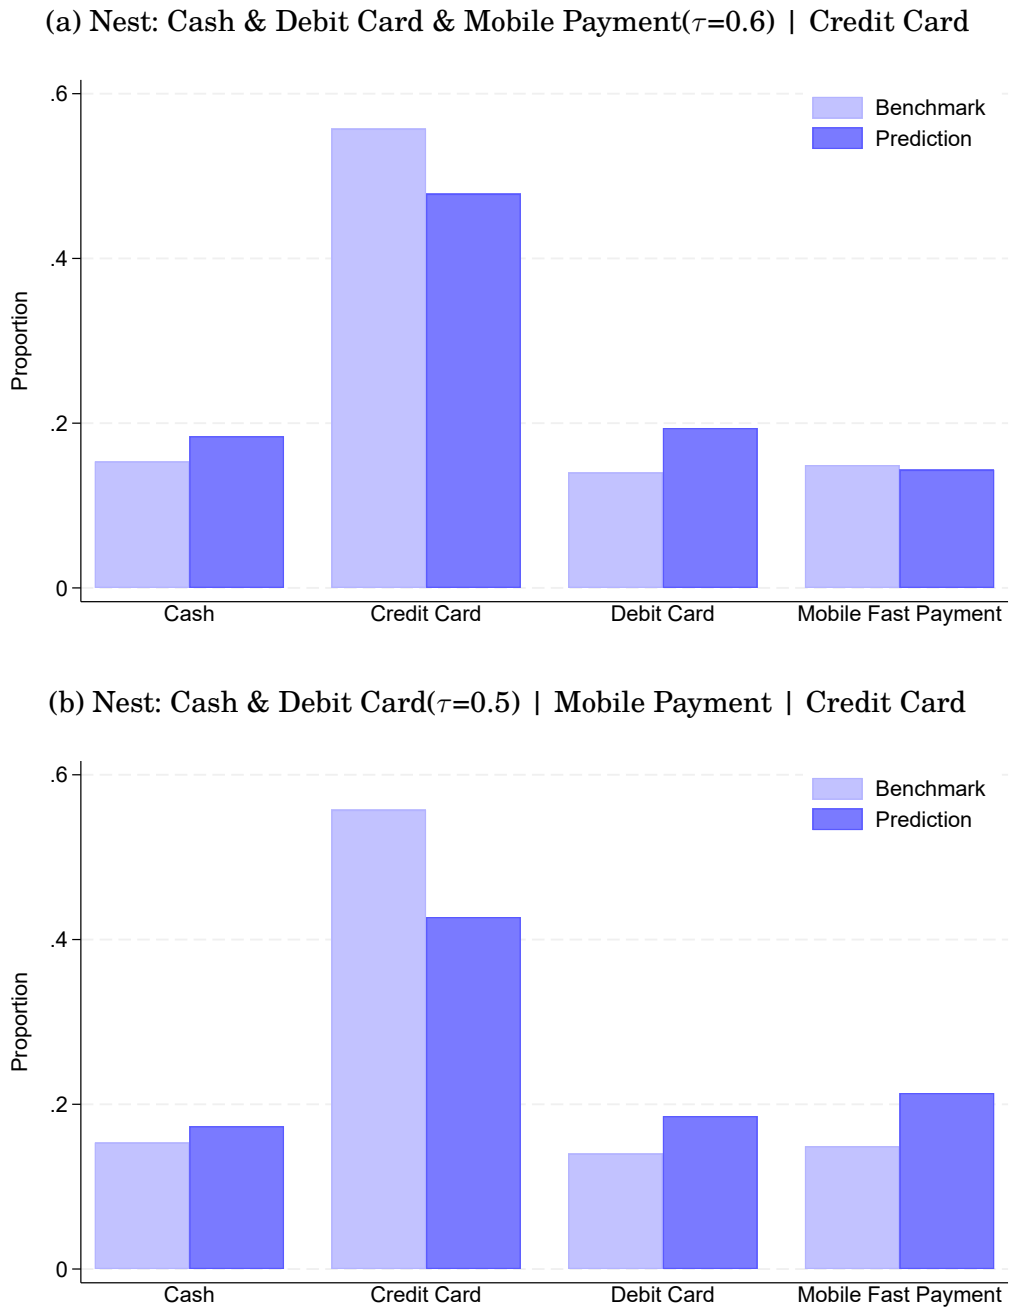 (a) Nest: Cash & Debit Card & Mobile Payment(τ=0.6) | Credit Card
.6
Benchmark
Prediction
.4
Proportion
.2
0
Cash
Credit Card
Debit Card
Mobile Fast Payment
(b) Nest: Cash & Debit Card(τ=0.5) | Mobile Payment | Credit Card
.6
Benchmark
Prediction
.4
Proportion
.2
0
Cash
Credit Card
Debit Card
Mobile Fast Payment